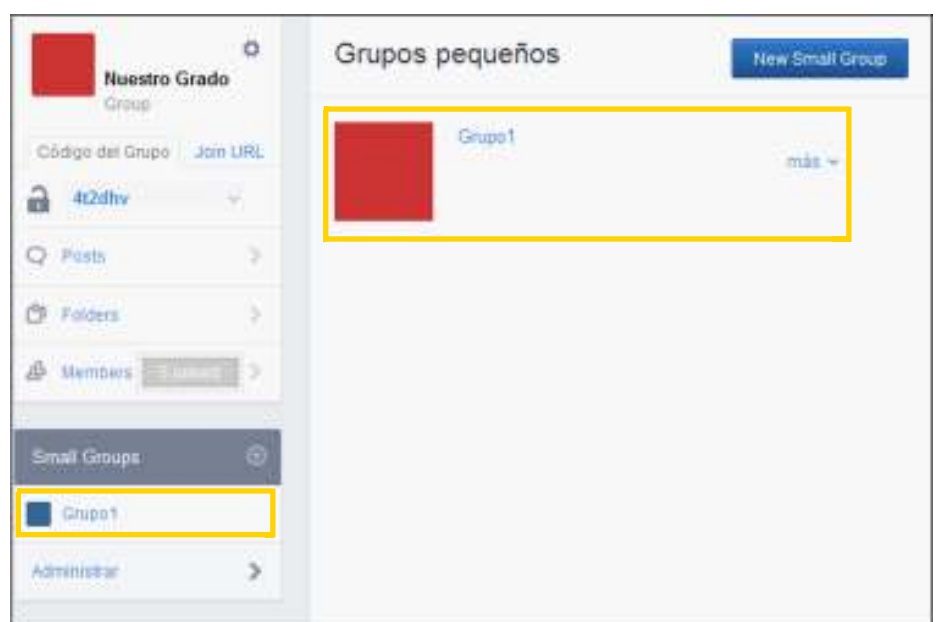 Nuestro Grado
Group
Código del Grupo Join URL
4t2dhv
Posts
Folders
Members
Small Groups
Grupo1
Administrar
Grupos pequeños
New Small Group
Grupo1
más